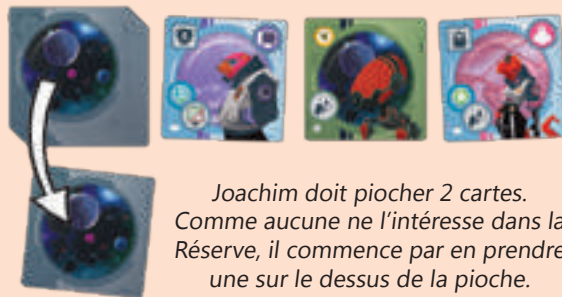 Joachim doit piocher 2 cartes.
Comme aucune ne l'intéresse dans la
Réserve, il commence par en prendre
une sur le dessus de la pioche.